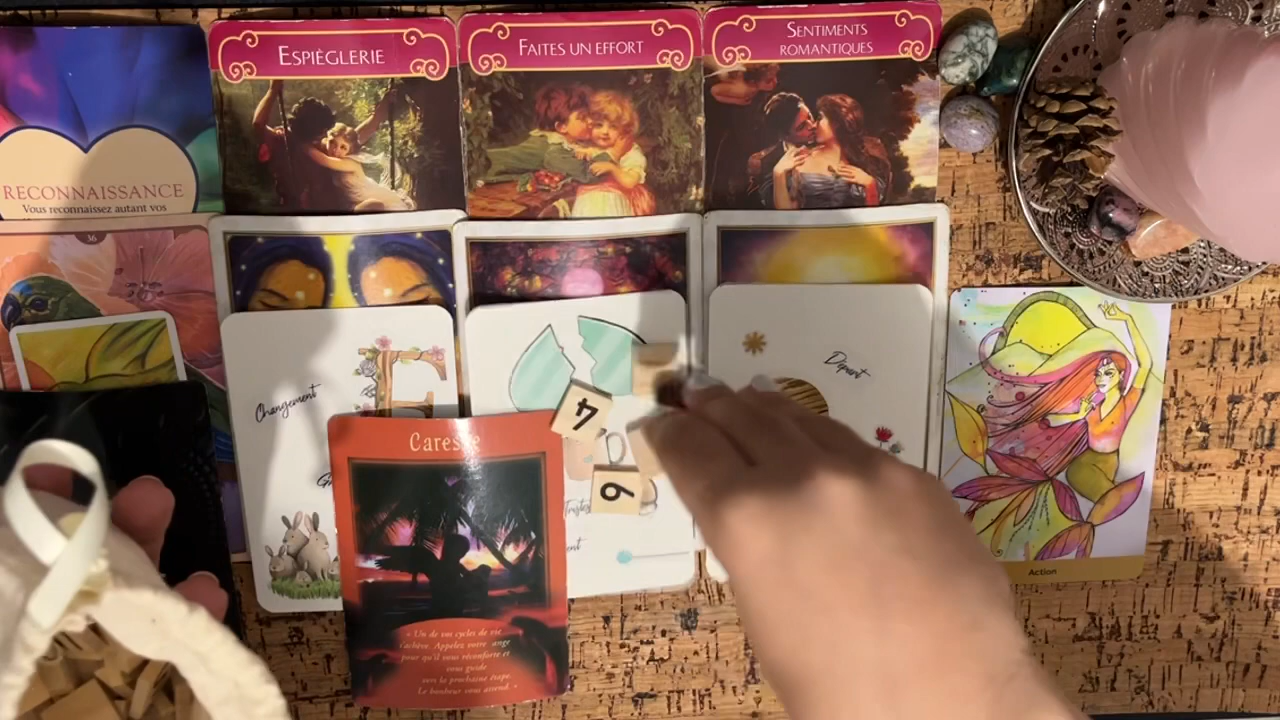 ESPIÈGLERIE
FAITES UN EFFORT
SENTIMENTS
ROMANTIQUES
RECONNAISSANCE
Vous reconnaissez autant vos
36
Changement
Départ
4
6
Caresse
« Un de vos cycles de vie
s'achève. Appelez votre ange
pour qu'il vous réconforte et
vous guide
vers la prochaine étape.
Le bonheur vous attend. »
Action